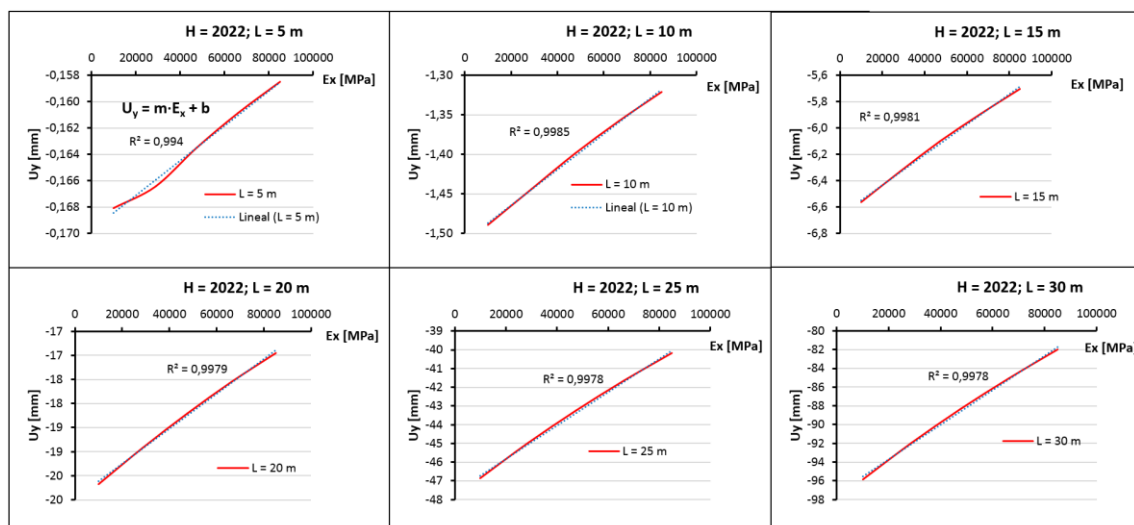 H = 2022; L = 5 m
0 20000 40000 60000 80000 100000
Ex [MPa]
-0,158
-0,160
-0,162
-0,164
-0,166
-0,168
-0,170
Uy [mm]
Uy = m·Ex + b
R² = 0,994
L = 5 m
Lineal (L = 5 m)
H = 2022; L = 10 m
0 20000 40000 60000 80000 100000
Ex [MPa]
-1,30
-1,35
-1,40
-1,45
-1,50
Uy [mm]
R² = 0,9985
L = 10 m
Lineal (L = 10 m)
H = 2022; L = 15 m
0 20000 40000 60000 80000 100000
Ex [MPa]
-5,6
-5,8
-6,0
-6,2
-6,4
-6,6
-6,8
Uy [mm]
R² = 0,9981
L = 15 m
H = 2022; L = 20 m
0 20000 40000 60000 80000 100000
Ex [MPa]
-17
-17
-18
-18
-19
-19
-20
-20
Uy [mm]
R² = 0,9979
L = 20 m
H = 2022; L = 25 m
0 20000 40000 60000 80000 100000
Ex [MPa]
-39
-40
-41
-42
-43
-44
-45
-46
-47
-48
Uy [mm]
R² = 0,9978
L = 25 m
H = 2022; L = 30 m
0 20000 40000 60000 80000 100000
Ex [MPa]
-80
-82
-84
-86
-88
-90
-92
-94
-96
-98
Uy [mm]
R² = 0,9978
L = 30 m